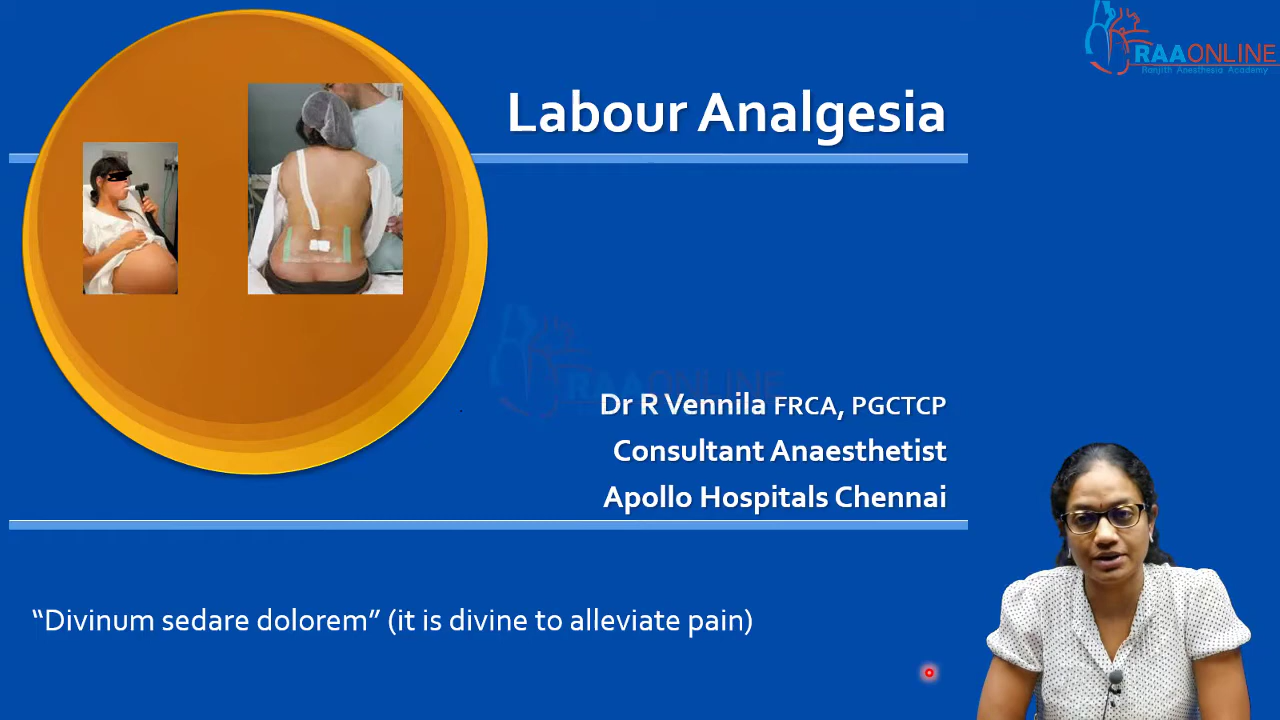 RAAONLINE
Ranjith Anesthesia Academy
Labour Analgesia
RAAONLINE
Dr R Vennila FRCA, PGCTCP
Consultant Anaesthetist
Apollo Hospitals Chennai
“Divinum sedare dolorem” (it is divine to alleviate pain)